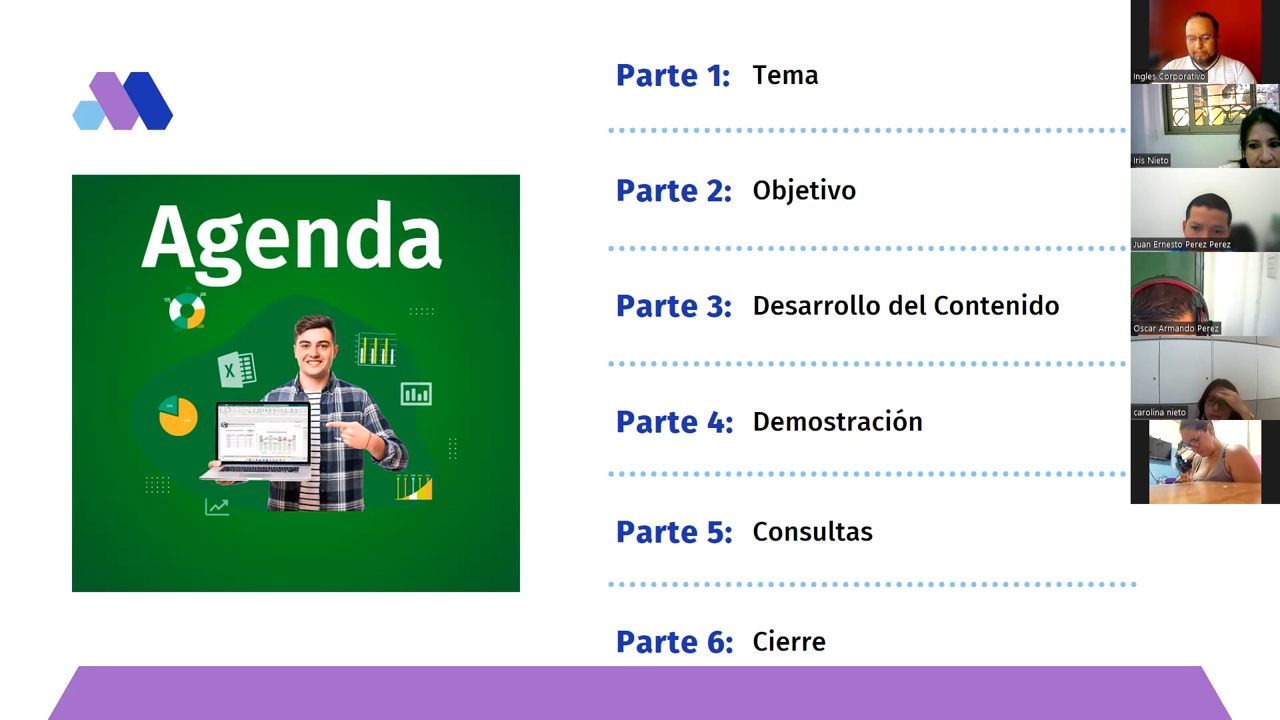 Agenda
X
Parte 1: Tema
Parte 2: Objetivo
Parte 3: Desarrollo del Contenido
Parte 4: Demostración
Parte 5: Consultas
Parte 6: Cierre
Ingles Corporativo
Iris Nieto
Juan Ernesto Perez Perez
Oscar Armando Perez
carolina nieto